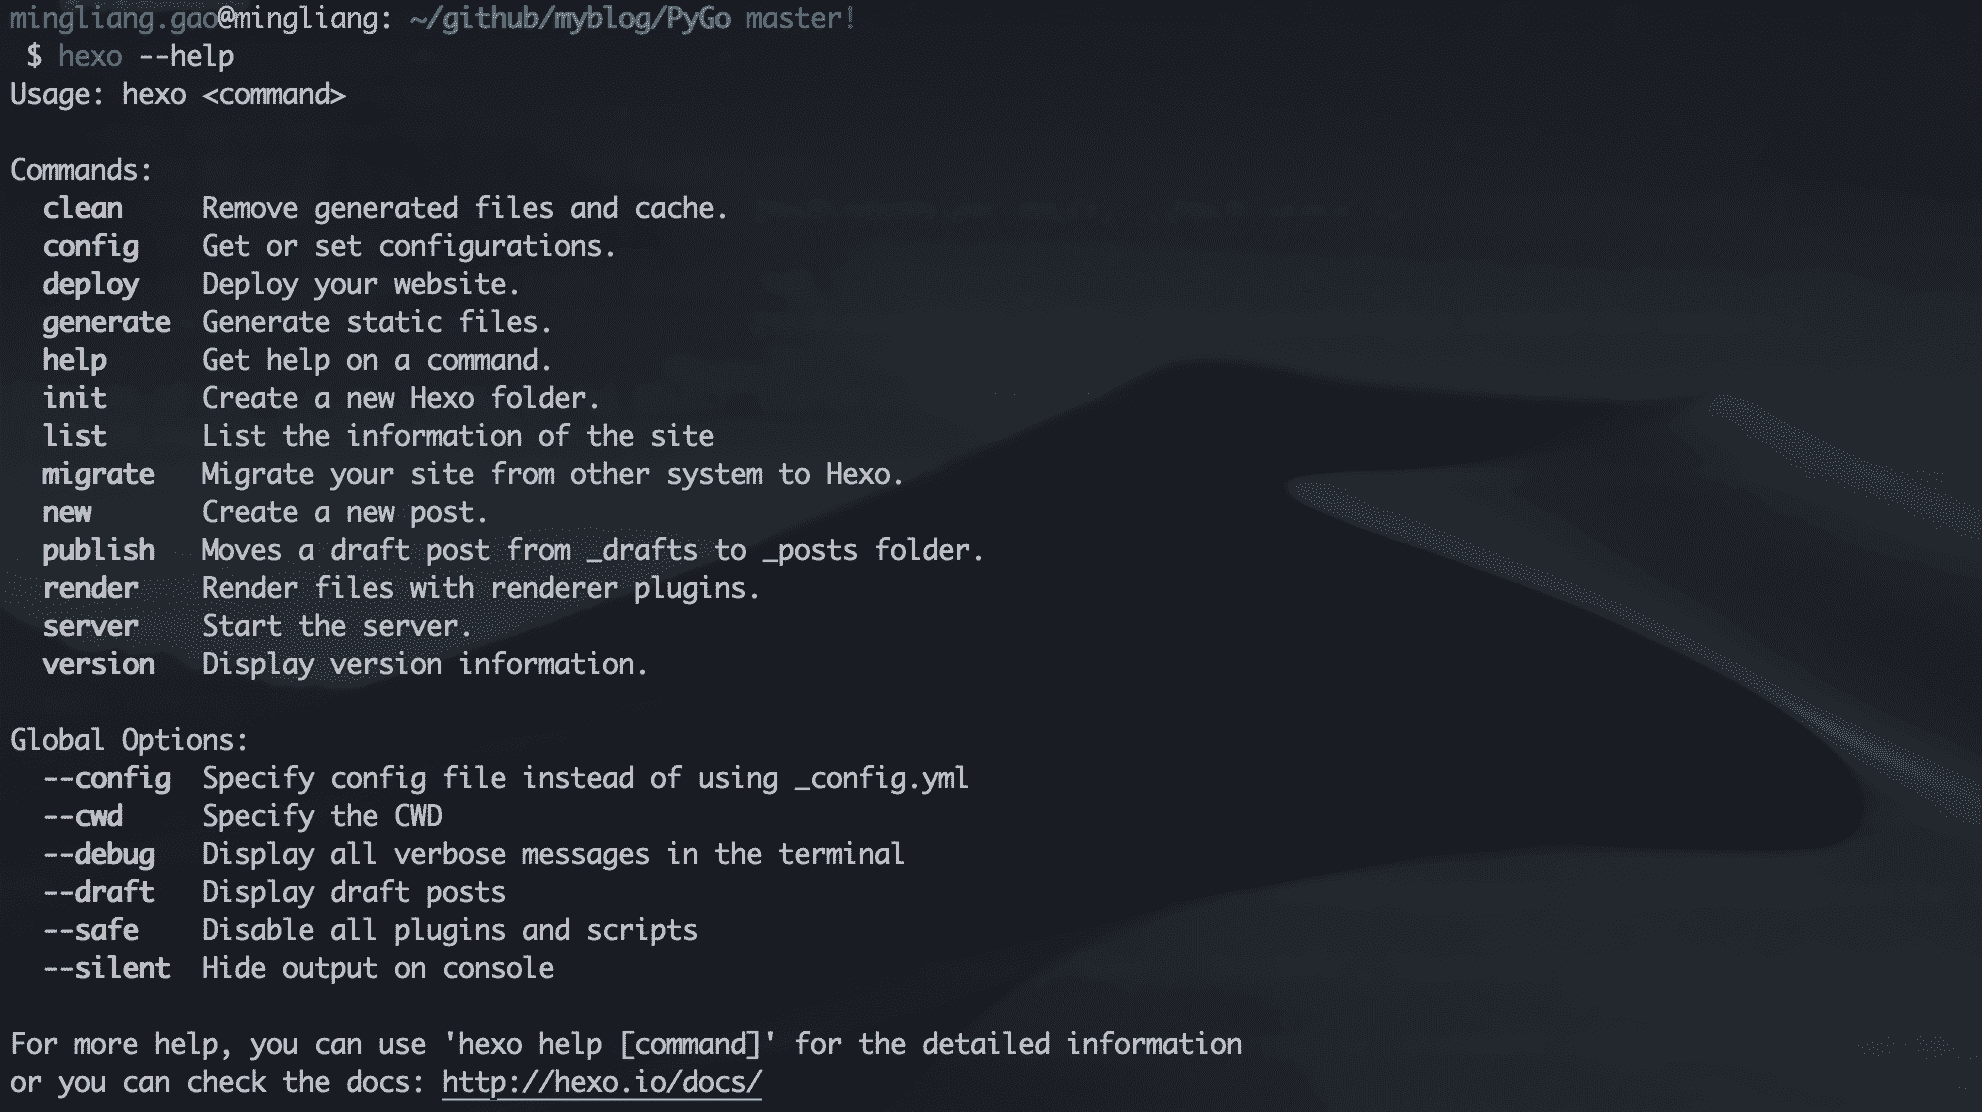 mingliang.gao@mingliang: ~/github/myblog/PyGo master!
$ hexo --help
Usage: hexo <command>
Commands:
clean Remove generated files and cache.
config Get or set configurations.
deploy Deploy your website.
generate Generate static files.
help Get help on a command.
init Create a new Hexo folder.
list List the information of the site
migrate Migrate your site from other system to Hexo.
new Create a new post.
publish Moves a draft post from _drafts to _posts folder.
render Render files with renderer plugins.
server Start the server.
version Display version information.
Global Options:
--config Specify config file instead of using _config.yml
--cwd Specify the CWD
--debug Display all verbose messages in the terminal
--draft Display draft posts
--safe Disable all plugins and scripts
--silent Hide output on console
For more help, you can use 'hexo help [command]' for the detailed information
or you can check the docs: http://hexo.io/docs/